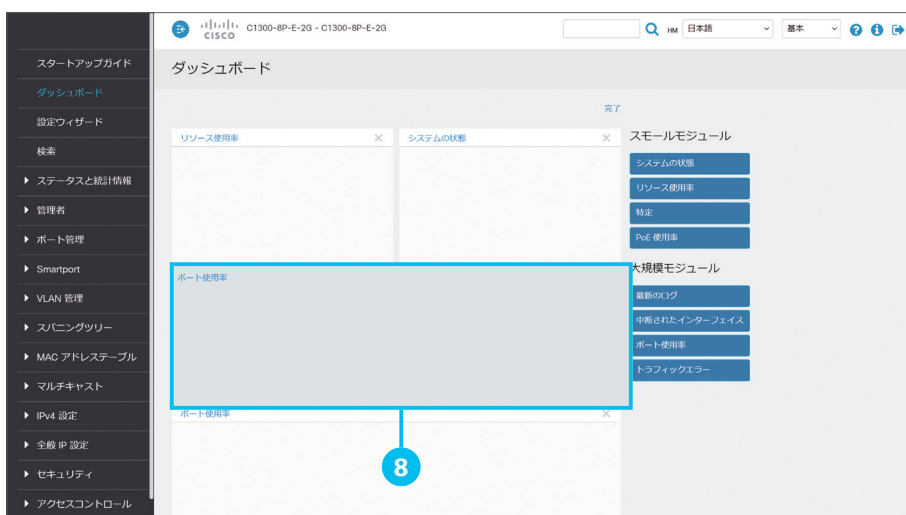 CISCO
C1300-8P-E-2G - C1300-8P-E-2G
HM
日本語
基本
スタートアップガイド
ダッシュボード
設定ウィザード
検索
ステータスと統計情報
管理者
ポート管理
Smartport
VLAN 管理
スパニングツリー
MAC アドレステーブル
マルチキャスト
IPv4 設定
全般 IP 設定
セキュリティ
アクセスコントロール
ダッシュボード
完了
リソース使用率
システムの状態
ポート使用率
ポート使用率
8
スモールモジュール
システムの状態
リソース使用率
特定
PoE 使用率
大規模モジュール
最新のログ
中断されたインターフェイス
ポート使用率
トラフィックエラー